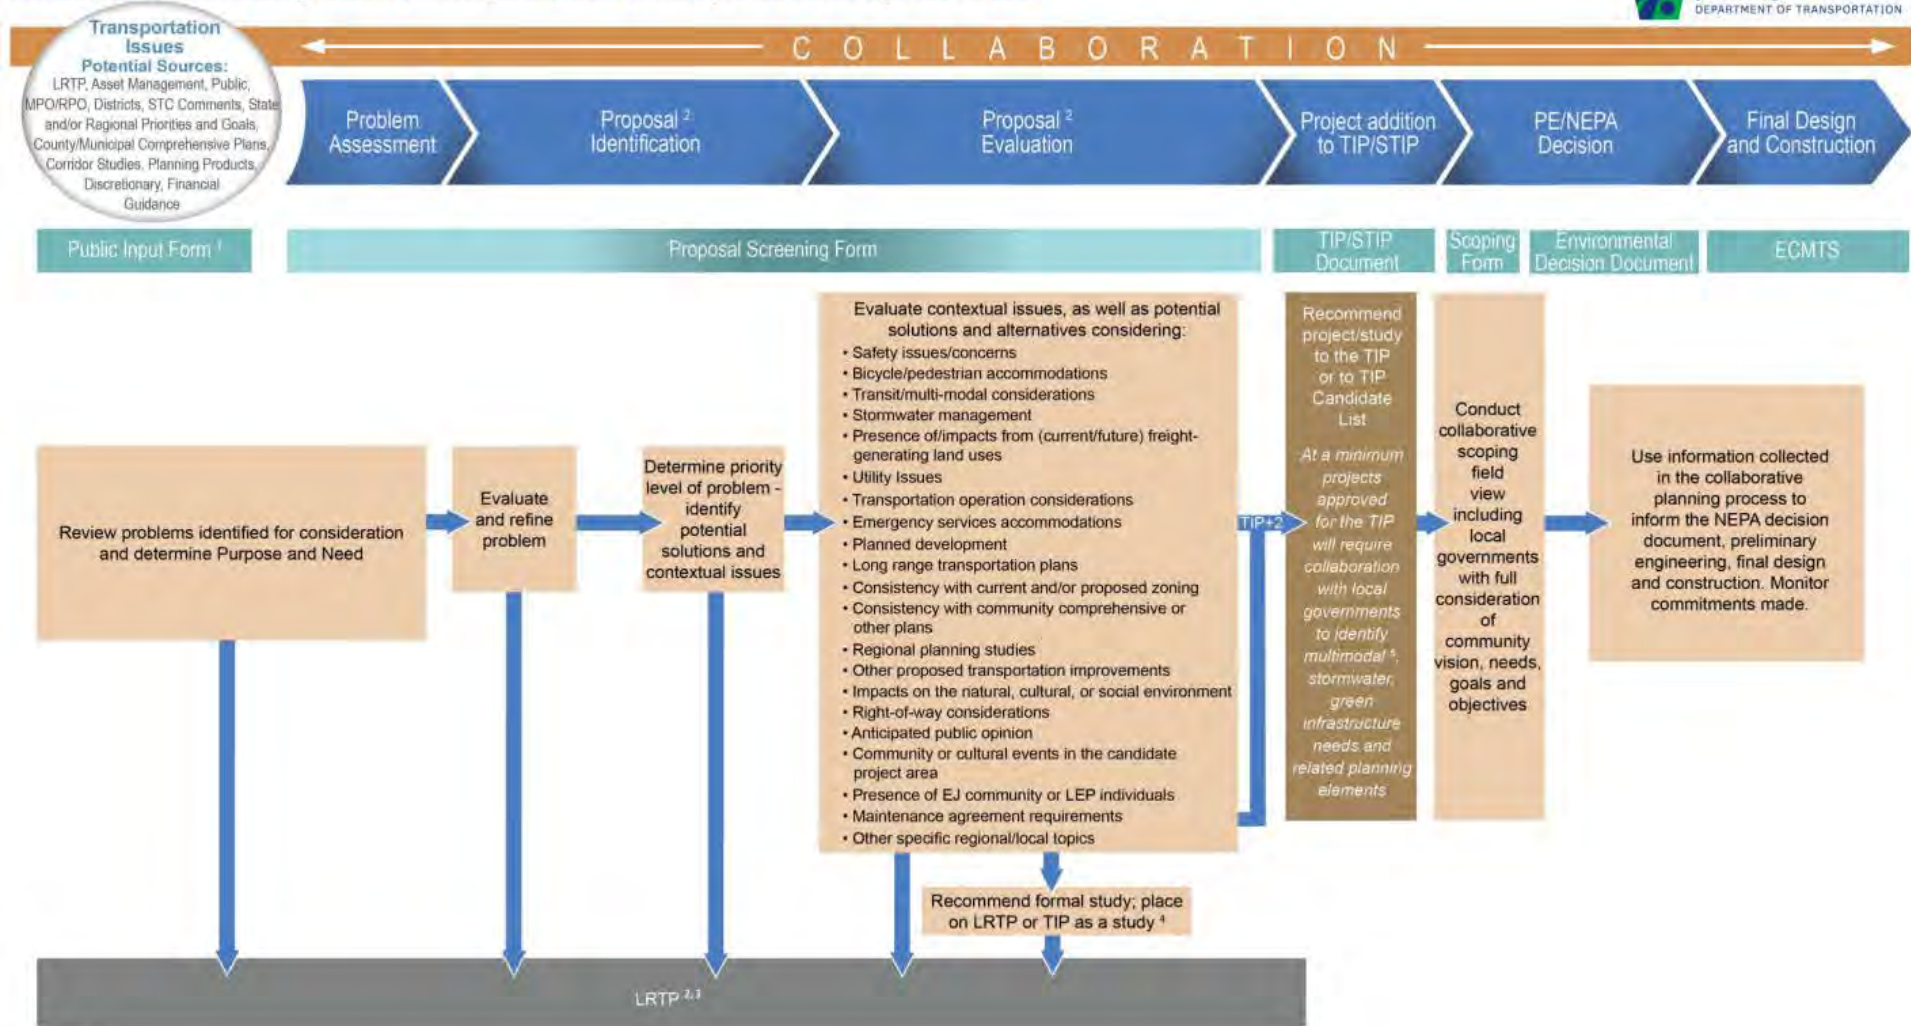 DEPARTMENT OF TRANSPORTATION
Transportation
Issues
Potential Sources:
LRTP, Asset Management, Public,
MPO/RPO, Districts, STC Comments, State
and/or Regional Priorities and Goals,
County/Municipal Comprehensive Plans,
Corridor Studies, Planning Products,
Discretionary, Financial
Guidance
COLLABORATION
Problem
Assessment
Proposal 2
Identification
Proposal 2
Evaluation
Project addition
to TIP/STIP
PE/NEPA
Decision
Final Design
and Construction
Public Input Form 1
Proposal Screening Form
TIP/STIP
Document
Scoping
Form
Environmental
Decision Document
ECMTS
Review problems identified for consideration
and determine Purpose and Need
Evaluate
and refine
problem
Determine priority
level of problem -
identify
potential
solutions and
contextual issues
Evaluate contextual issues, as well as potential
solutions and alternatives considering:
• Safety issues/concerns
• Bicycle/pedestrian accommodations
• Transit/multi-modal considerations
• Stormwater management
• Presence of/impacts from (current/future) freight-
generating land uses
• Utility Issues
• Transportation operation considerations
• Emergency services accommodations
• Planned development
• Long range transportation plans
• Consistency with current and/or proposed zoning
• Consistency with community comprehensive or
other plans
• Regional planning studies
• Other proposed transportation improvements
• Impacts on the natural, cultural, or social environment
• Right-of-way considerations
• Anticipated public opinion
• Community or cultural events in the candidate
project area
• Presence of EJ community or LEP individuals
• Maintenance agreement requirements
• Other specific regional/local topics
TIP+2
Recommend
project/study
to the TIP
or to TIP
Candidate
List
At a minimum
projects
approved
for the TIP
will require
collaboration
with local
governments
to identify
multimodal 5,
stormwater,
green
infrastructure
needs and
related planning
elements
Conduct
collaborative
scoping
field
view
including
local
governments
with full
consideration
of
community
vision, needs,
goals and
objectives
Use information collected
in the collaborative
planning process to
inform the NEPA decision
document, preliminary
engineering, final design
and construction. Monitor
commitments made.
Recommend formal study; place
on LRTP or TIP as a study 4
LRTP 2,3